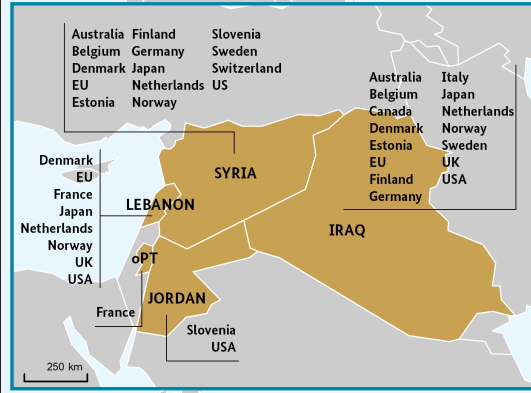 Australia Finland Slovenia
Belgium Germany Sweden
Denmark Japan Switzerland
EU Netherlands US
Estonia Norway
Australia Italy
Belgium Japan
Canada Netherlands
Denmark Norway
Estonia Sweden
EU UK
Finland USA
Germany
Denmark
EU
France
Japan
Netherlands
Norway
UK
USA
SYRIA
LEBANON
IRAQ
oPT
JORDAN
France
Slovenia
USA
250 km